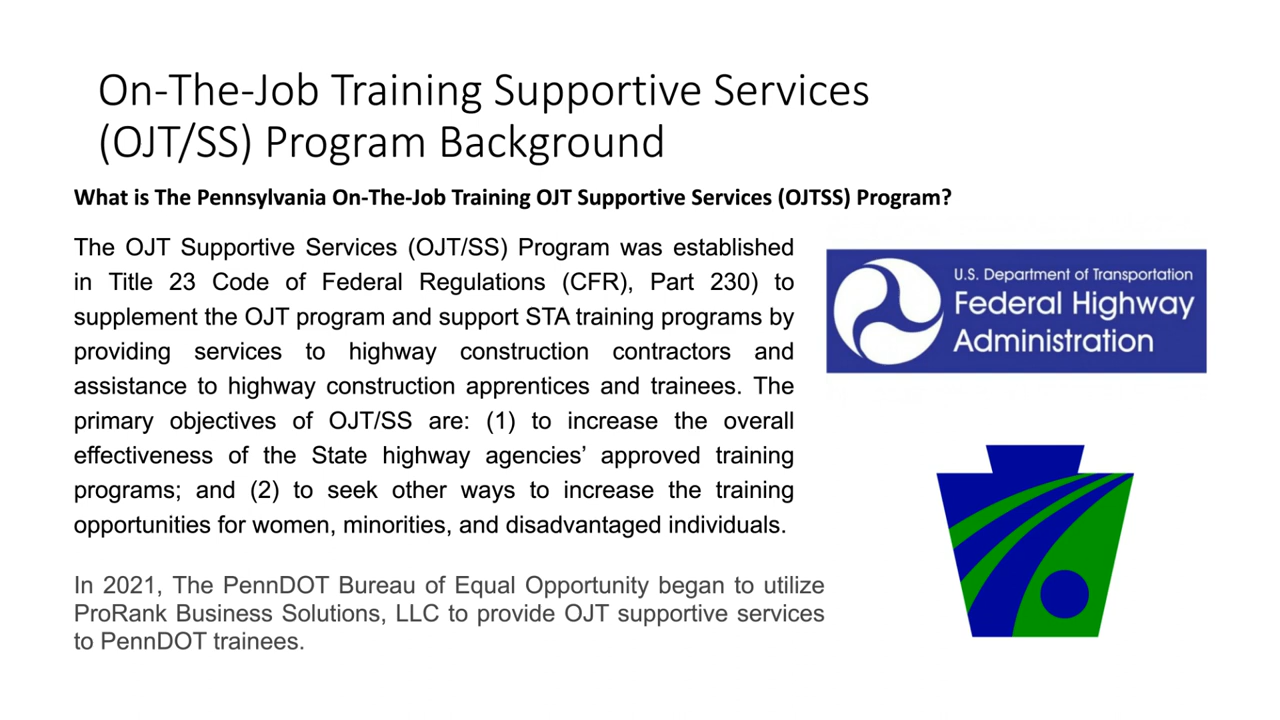 On-The-Job Training Supportive Services
(OJT/SS) Program Background
What is The Pennsylvania On-The-Job Training OJT Supportive Services (OJTSS) Program?
The OJT Supportive Services (OJT/SS) Program was established
in Title 23 Code of Federal Regulations (CFR), Part 230) to
supplement the OJT program and support STA training programs by
providing services to highway construction contractors and
assistance to highway construction apprentices and trainees. The
primary objectives of OJT/SS are: (1) to increase the overall
effectiveness of the State highway agencies’ approved training
programs; and (2) to seek other ways to increase the training
opportunities for women, minorities, and disadvantaged individuals.
In 2021, The PennDOT Bureau of Equal Opportunity began to utilize
ProRank Business Solutions, LLC to provide OJT supportive services
to PennDOT trainees.
U.S. Department of Transportation
Federal Highway
Administration